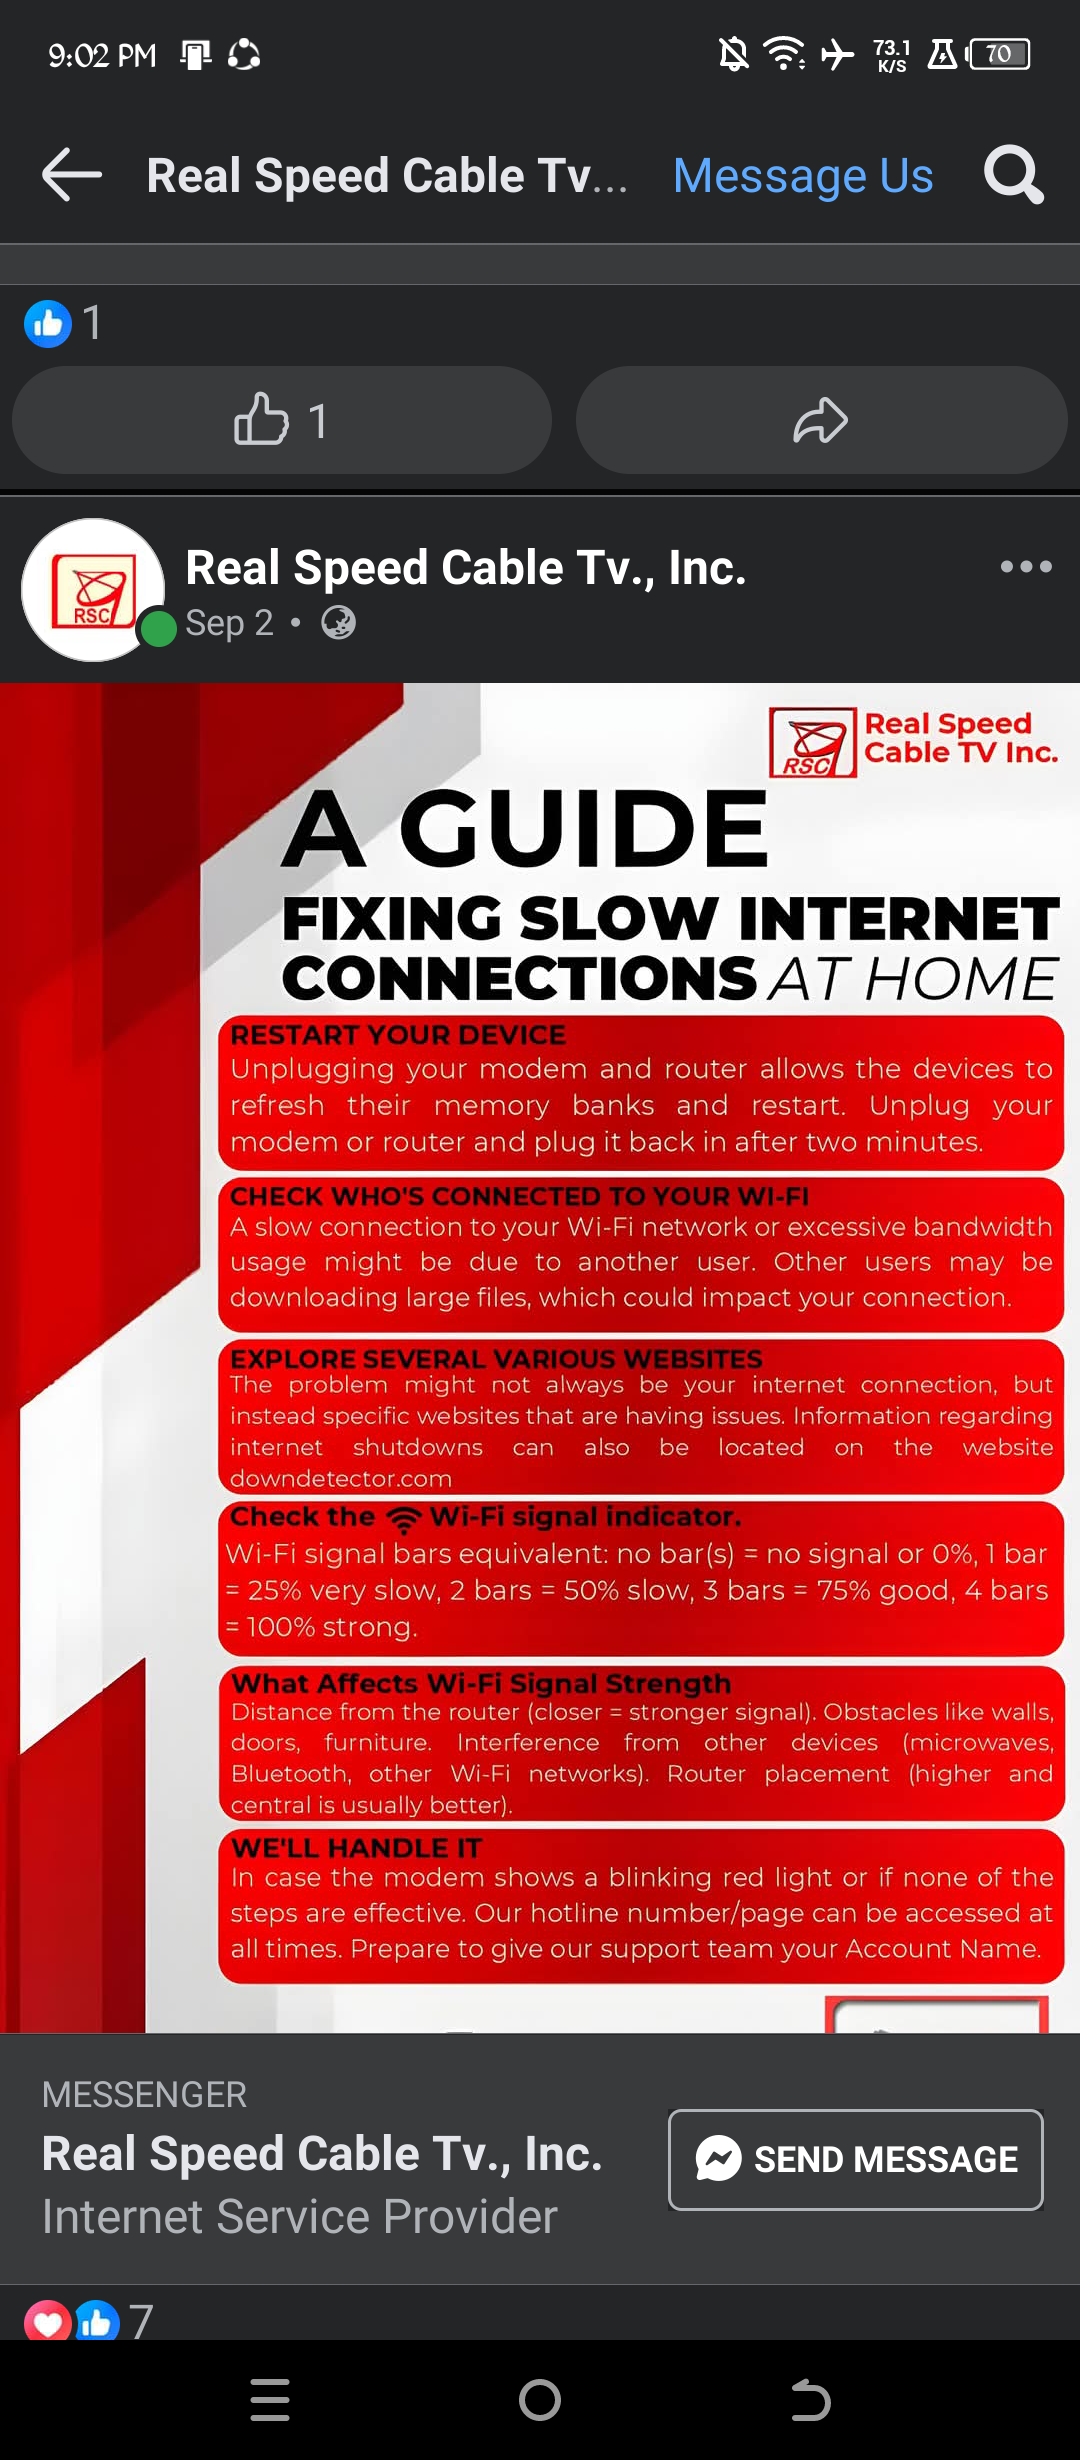 9:02 PM
73.1
K/S
70
Real Speed Cable Tv...
Message Us
1
1
Real Speed Cable Tv., Inc.
Sep 2 •
RSC
Real Speed
Cable TV Inc.
RSC
A GUIDE
FIXING SLOW INTERNET
CONNECTIONS AT HOME
RESTART YOUR DEVICE
Unplugging your modem and router allows the devices to
refresh their memory banks and restart. Unplug your
modem or router and plug it back in after two minutes.
CHECK WHO'S CONNECTED TO YOUR WI-FI
A slow connection to your Wi-Fi network or excessive bandwidth
usage might be due to another user. Other users may be
downloading large files, which could impact your connection.
EXPLORE SEVERAL VARIOUS WEBSITES
The problem might not always be your internet connection, but
instead specific websites that are having issues. Information regarding
internet shutdowns can also be located on the website
downdetector.com
Check the Wi-Fi signal indicator.
Wi-Fi signal bars equivalent: no bar(s) = no signal or 0%, 1 bar
= 25% very slow, 2 bars = 50% slow, 3 bars = 75% good, 4 bars
= 100% strong.
What Affects Wi-Fi Signal Strength
Distance from the router (closer = stronger signal). Obstacles like walls,
doors, furniture. Interference from other devices (microwaves,
Bluetooth, other Wi-Fi networks). Router placement (higher and
central is usually better).
WE'LL HANDLE IT
In case the modem shows a blinking red light or if none of the
steps are effective. Our hotline number/page can be accessed at
all times. Prepare to give our support team your Account Name.
MESSENGER
Real Speed Cable Tv., Inc.
Internet Service Provider
SEND MESSAGE
7